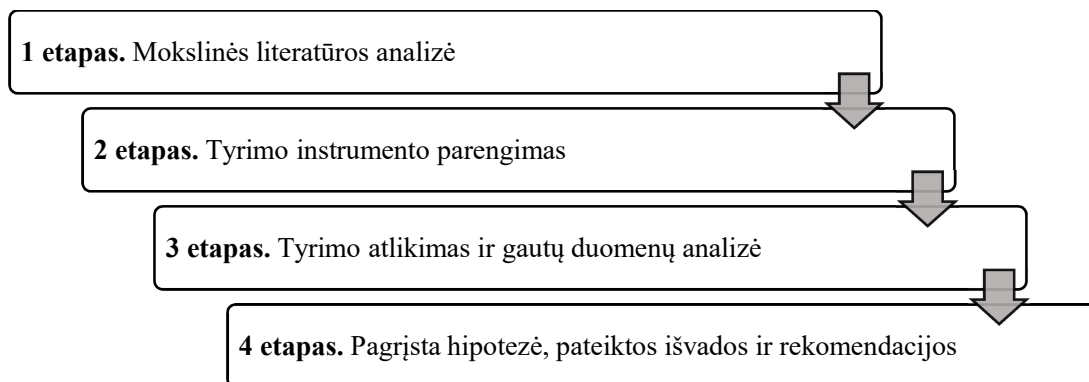 1 etapas. Mokslinės literatūros analizė
2 etapas. Tyrimo instrumento parengimas
3 etapas. Tyrimo atlikimas ir gautų duomenų analizė
4 etapas. Pagrįsta hipotezė, pateiktos išvados ir rekomendacijos